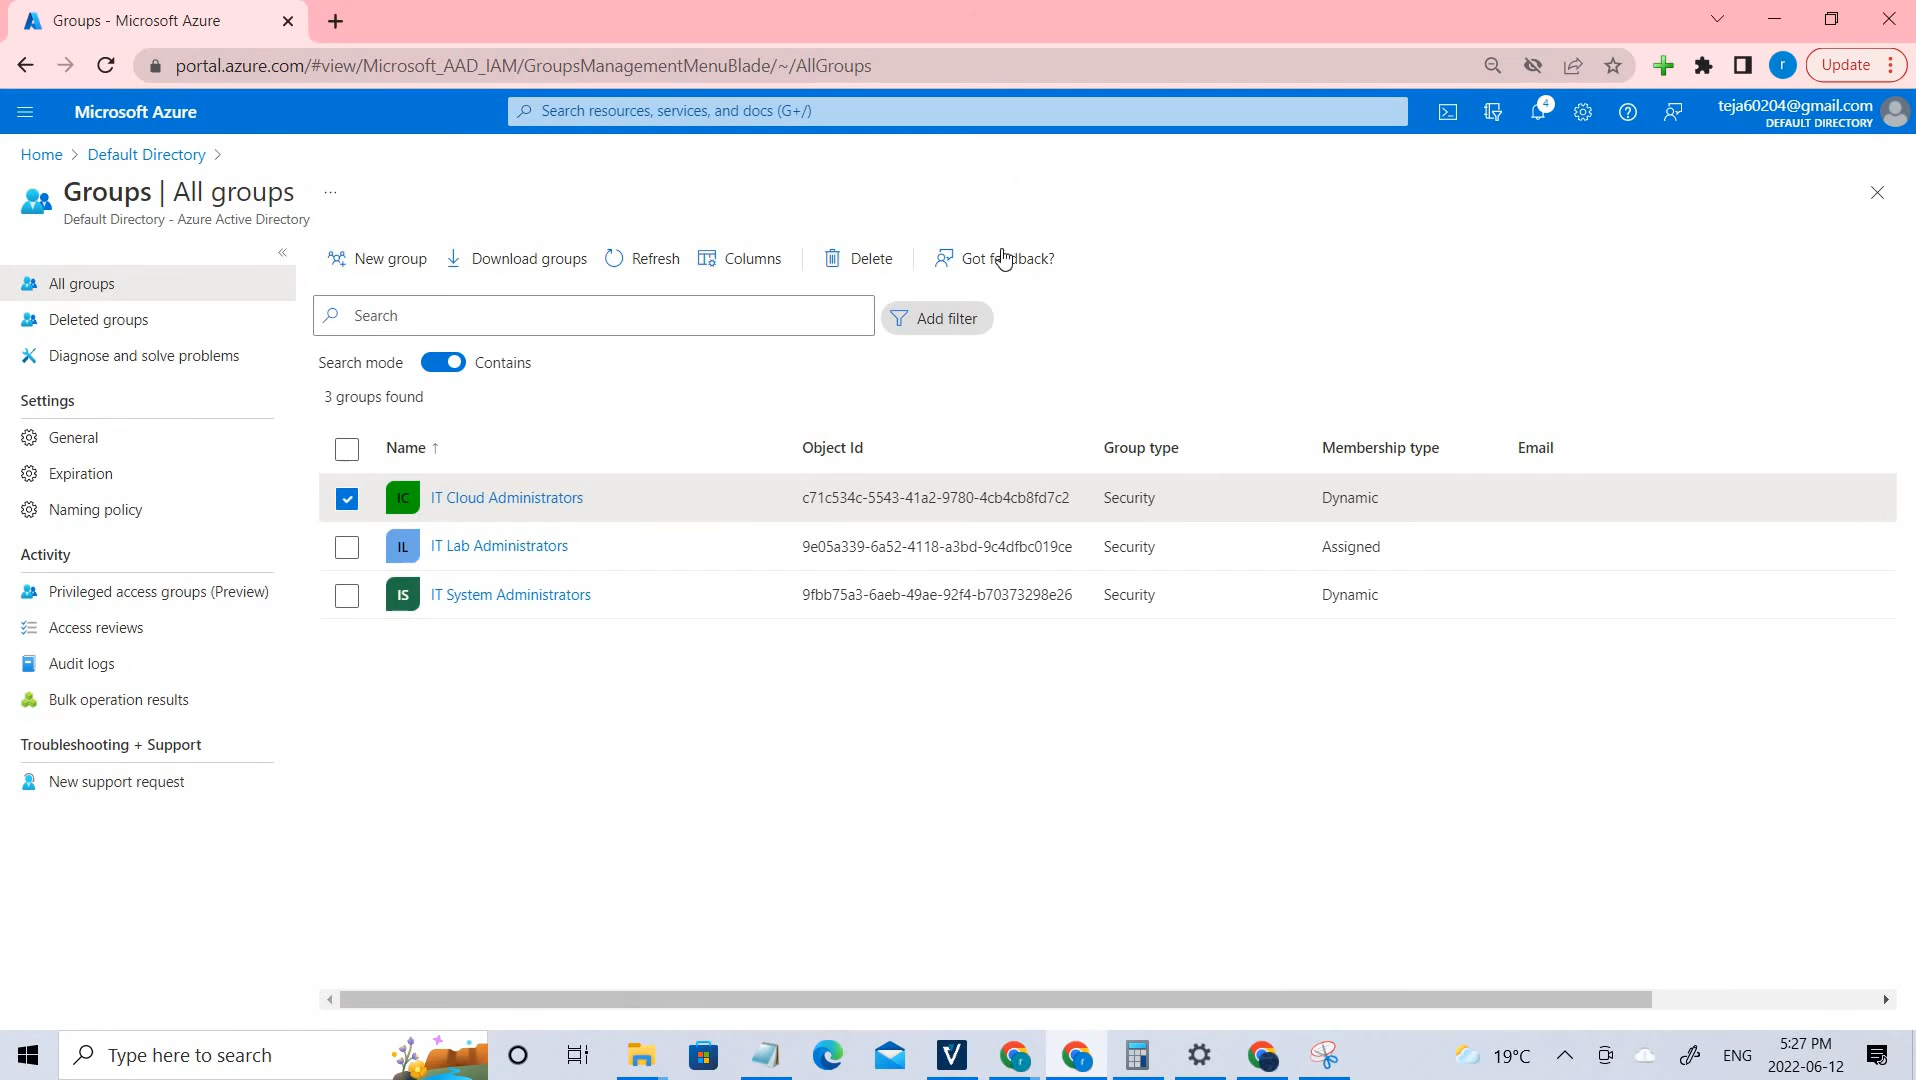 Groups - Microsoft Azure
portal.azure.com/#view/Microsoft_AAD_IAM/GroupsManagementMenuBlade/~/AllGroups
r
Update
Microsoft Azure
Search resources, services, and docs (G+/)
4
teja60204@gmail.com
DEFAULT DIRECTORY
Home > Default Directory >
Groups | All groups ...
Default Directory - Azure Active Directory
New group
Download groups
Refresh
Columns
Delete
Got feedback?
Search
Add filter
Search mode
Contains
3 groups found
Name ↑ Object Id Group type Membership type Email
IC IT Cloud Administrators c71c534c-5543-41a2-9780-4cb4cb8fd7c2 Security Dynamic
IL IT Lab Administrators 9e05a339-6a52-4118-a3bd-9c4dfbc019ce Security Assigned
IS IT System Administrators 9fbb75a3-6aeb-49ae-92f4-b70373298e26 Security Dynamic
All groups
Deleted groups
Diagnose and solve problems
Settings
General
Expiration
Naming policy
Activity
Privileged access groups (Preview)
Access reviews
Audit logs
Bulk operation results
Troubleshooting + Support
New support request
Type here to search
V
19°C
ENG
5:27 PM
2022-06-12